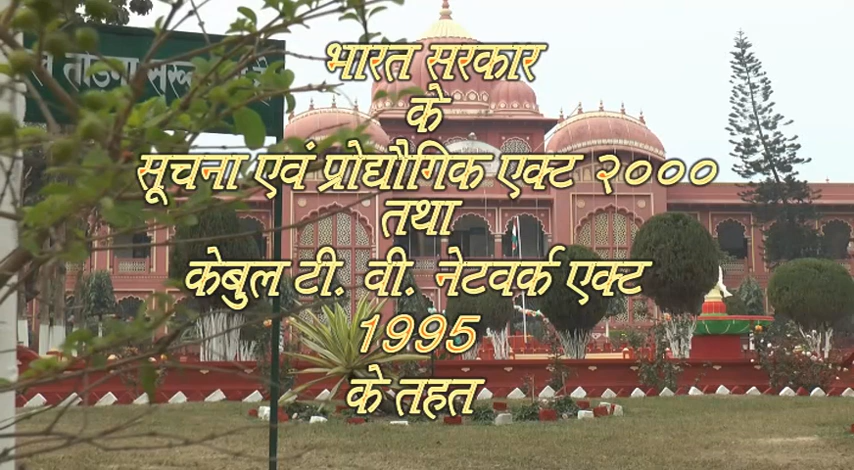 भारत सरकार
के
सूचना एवं प्रोद्यौगिक एक्ट २०००
तथा
केबुल टी. वी. नेटवर्क एक्ट
1995
के तहत